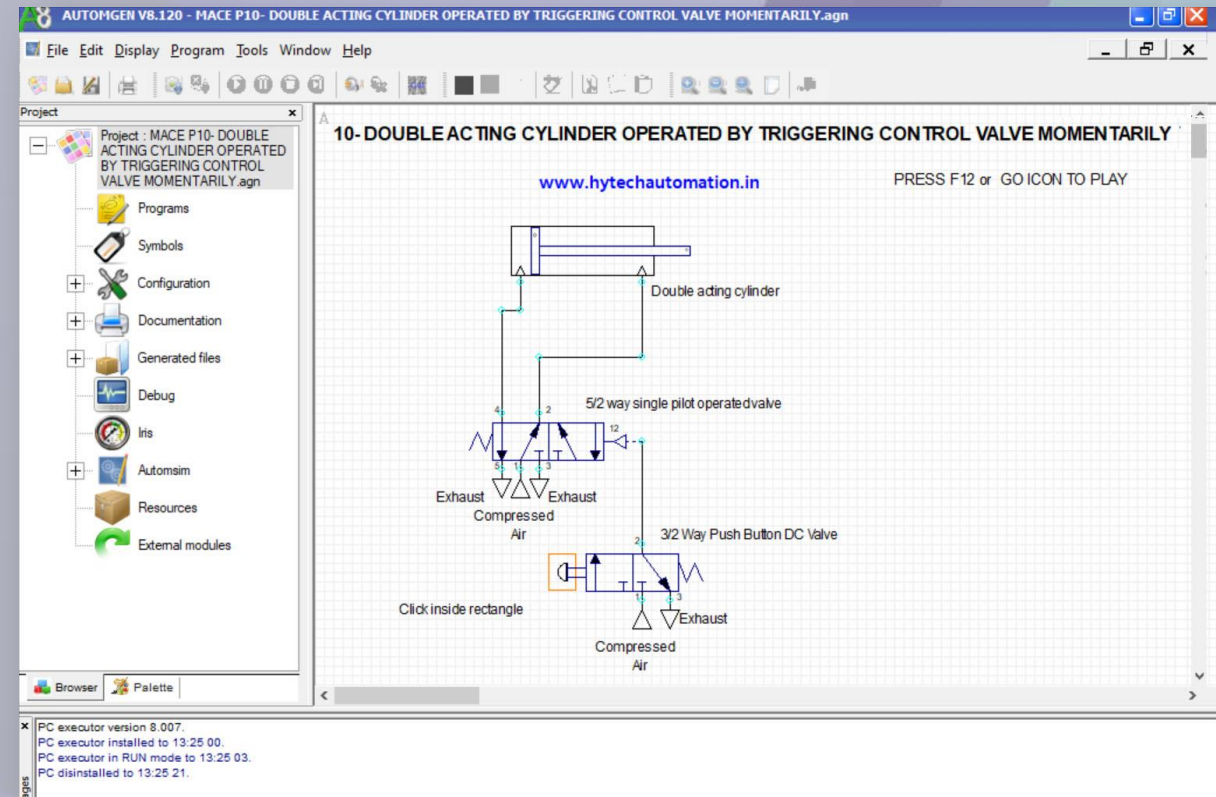 AUTOMGEN V8.120 - MACE P10- DOUBLE ACTING CYLINDER OPERATED BY TRIGGERING CONTROL VALVE MOMENTARILY.agn
File Edit Display Program Tools Window Help
Project
Project : MACE P10- DOUBLE
ACTING CYLINDER OPERATED
BY TRIGGERING CONTROL
VALVE MOMENTARILY.agn
Programs
Symbols
Configuration
Documentation
Generated files
Debug
Iris
Automsim
Resources
External modules
Browser
Palette
A
10- DOUBLE ACTING CYLINDER OPERATED BY TRIGGERING CONTROL VALVE MOMENTARILY
www.hytechautomation.in
PRESS F12 or GO ICON TO PLAY
Double acting cylinder
5/2 way single pilot operated valve
4 2
12
5 1 3
Exhaust
Exhaust
Compressed
Air
3/2 Way Push Button DC Valve
2
Click inside rectangle
1 3
Exhaust
Compressed
Air
PC executor version 8.007.
PC executor installed to 13:25 00.
PC executor in RUN mode to 13:25 03.
PC disinstalled to 13:25 21.